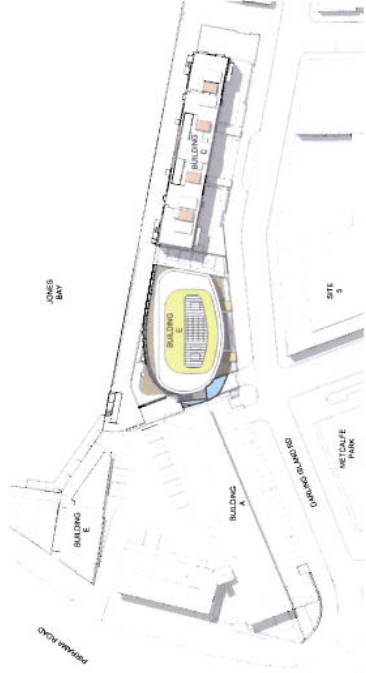 JONES
BAY
BUILDING
C
BUILDING
E
SITE
5
BUILDING
E
BUILDING
A
DARLING ISLAND RD
METCALFE
PARK
PIRRAMA ROAD